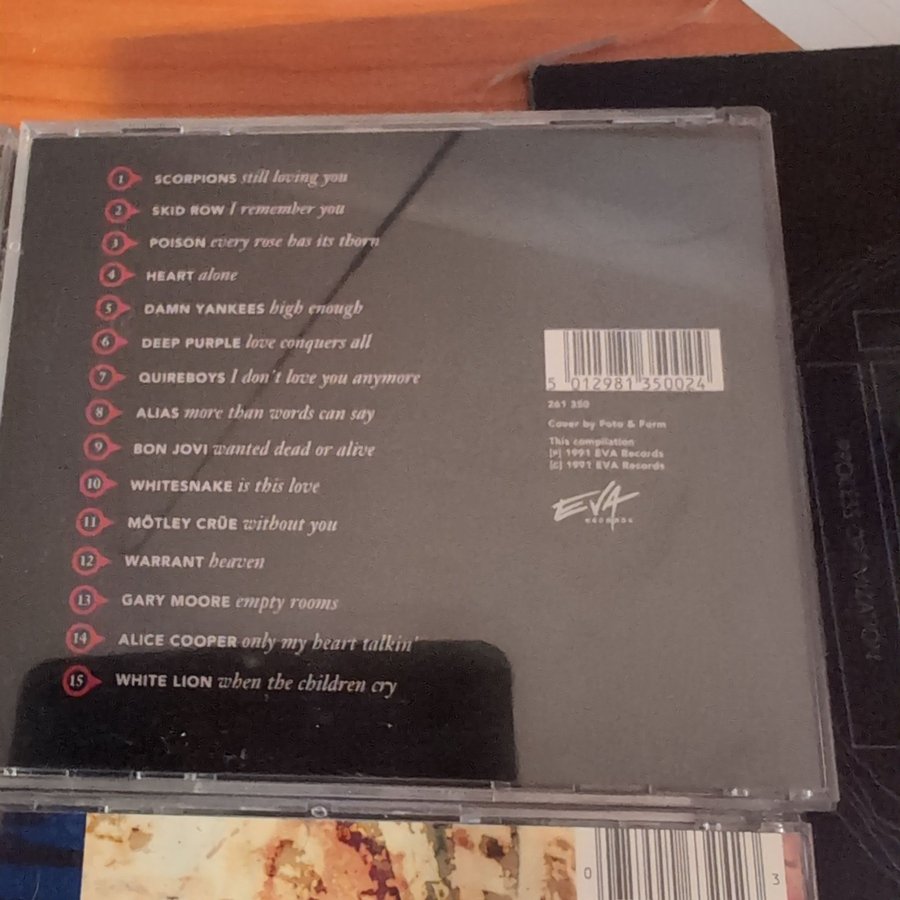 1 SCORPIONS still loving you
2 SKID ROW I remember you
3 POISON every rose has its thorn
4 HEART alone
5 DAMN YANKEES high enough
6 DEEP PURPLE love conquers all
7 QUIREBOYS I don't love you anymore
8 ALIAS more than words can say
9 BON JOVI wanted dead or alive
10 WHITESNAKE is this love
11 MÖTLEY CRÜE without you
12 WARRANT heaven
13 GARY MOORE empty rooms
14 ALICE COOPER only my heart talkin'
15 WHITE LION when the children cry
5 012981 350024
261 350
Cover by Foto & Form
This compilation
(P) 1991 EVA Records
(C) 1991 EVA Records
EVA
RECORDS
0 3